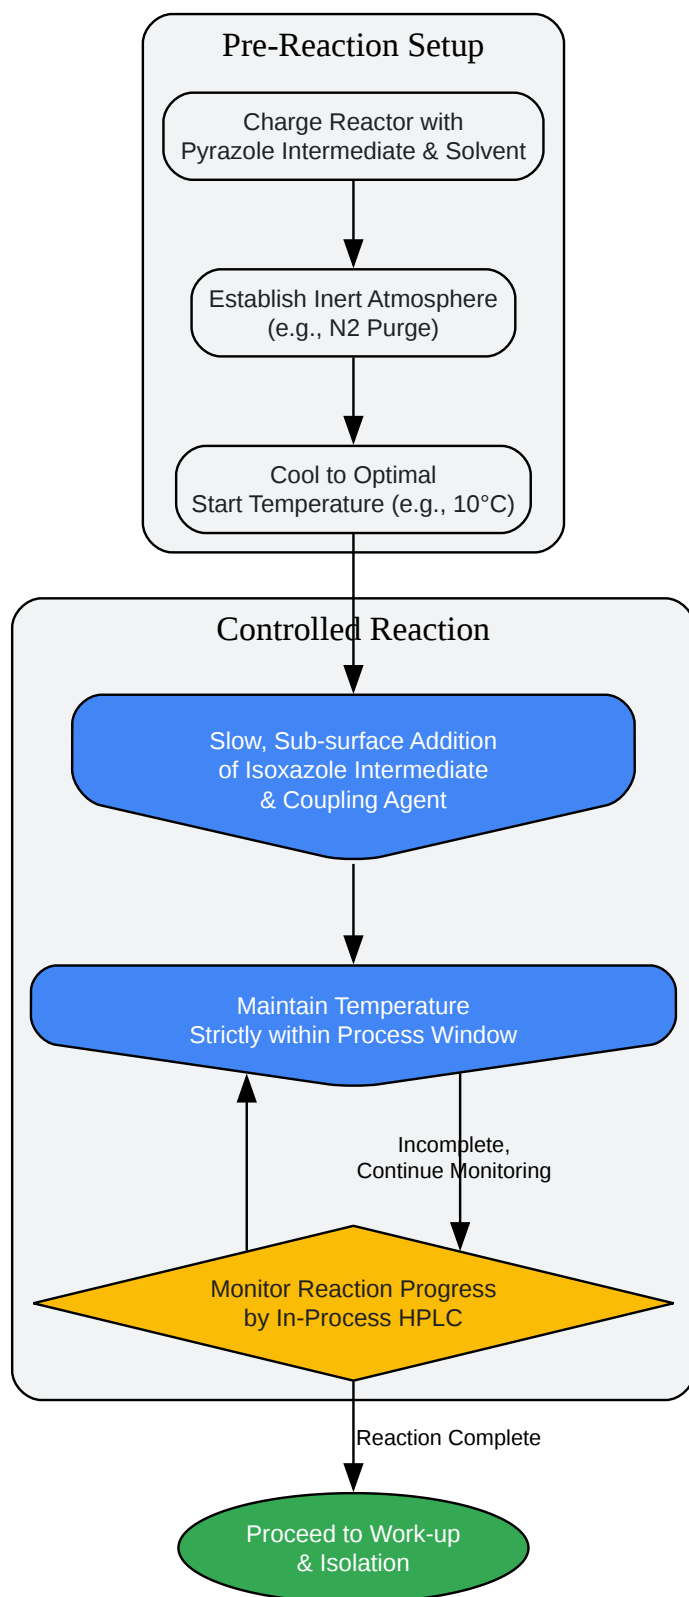 Pre-Reaction Setup
Charge Reactor with
Pyrazole Intermediate & Solvent
Establish Inert Atmosphere
(e.g., N2 Purge)
Cool to Optimal
Start Temperature (e.g., 10°C)
Controlled Reaction
Slow, Sub-surface Addition
of Isoxazole Intermediate
& Coupling Agent
Maintain Temperature
Strictly within Process Window
Incomplete,
Continue Monitoring
Monitor Reaction Progress
by In-Process HPLC
Reaction Complete
Proceed to Work-up
& Isolation